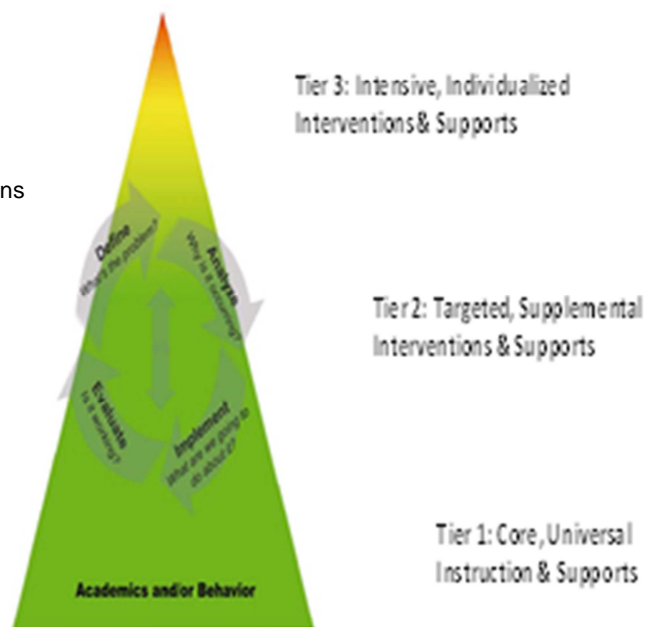 Tier 3: Intensive, Individualized
Interventions & Supports
ns
Define
What's the problem?
Analyze
Why is it occurring?
Tier 2: Targeted, Supplemental
Interventions & Supports
Evaluate
Is it working?
Implement
What are we going to
do about it?
Tier 1: Core, Universal
Instruction & Supports
Academics and/or Behavior